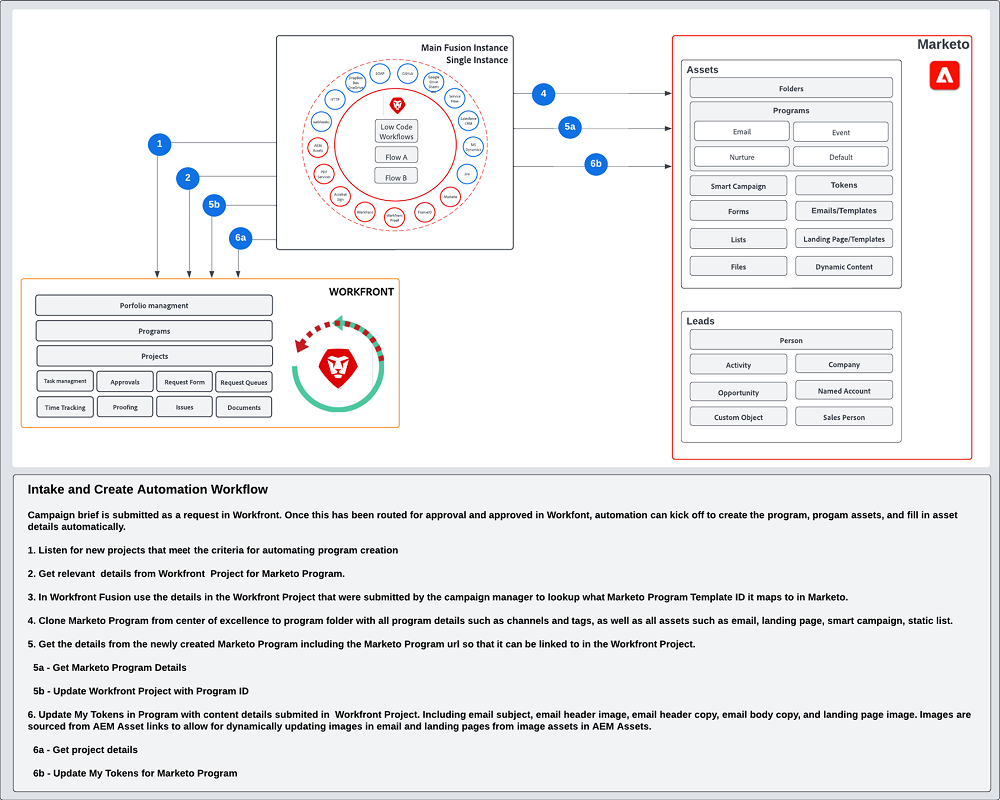 Main Fusion Instance
Single Instance
Marketo
Assets
Folders
Programs
Email
Event
Nurture
Default
Smart Campaign
Tokens
Forms
Emails/Templates
Lists
Landing Page/Templates
Files
Dynamic Content
Leads
Person
Activity
Company
Opportunity
Named Account
Custom Object
Sales Person
4
5a
6b
1
2
5b
6a
SOAP
GitHub
Dropbox
Box
OneDrive
Google
Drive
Sheets
HTTP
Service
Now
webhooks
Salesforce
CRM
AEM
Assets
MS
Dynamics
PDF
Services
Jira
Acrobat
Sign
Marketo
Workfront
Workfront
Proof
Frame IO
Low Code
Workflows
Flow A
Flow B
WORKFRONT
Porfolio managment
Programs
Projects
Task managment
Approvals
Request Form
Request Queues
Time Tracking
Proofing
Issues
Documents
Intake and Create Automation Workflow
Campaign brief is submitted as a request in Workfront. Once this has been routed for approval and approved in Workfont, automation can kick off to create the program, progam assets, and fill in asset
details automatically.
1. Listen for new projects that meet the criteria for automating program creation
2. Get relevant details from Workfront Project for Marketo Program.
3. In Workfront Fusion use the details in the Workfront Project that were submitted by the campaign manager to lookup what Marketo Program Template ID it maps to in Marketo.
4. Clone Marketo Program from center of excellence to program folder with all program details such as channels and tags, as well as all assets such as email, landing page, smart campaign, static list.
5. Get the details from the newly created Marketo Program including the Marketo Program url so that it can be linked to in the Workfront Project.
5a - Get Marketo Program Details
5b - Update Workfront Project with Program ID
6. Update My Tokens in Program with content details submited in Workfront Project. Including email subject, email header image, email header copy, email body copy, and landing page image. Images are
sourced from AEM Asset links to allow for dynamically updating images in email and landing pages from image assets in AEM Assets.
6a - Get project details
6b - Update My Tokens for Marketo Program